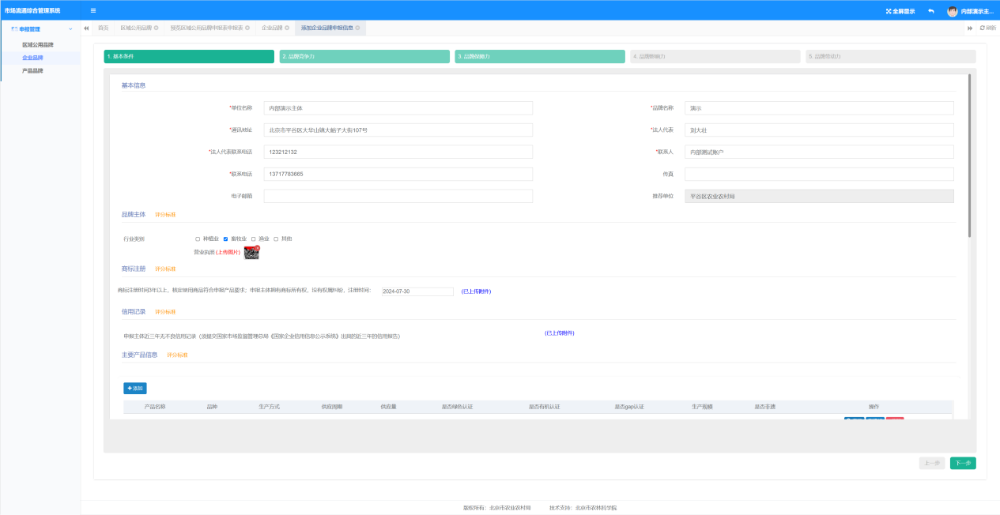 市场流通综合管理系统
全屏显示
内部演示主...
申报管理
区域公用品牌
企业品牌
产品品牌
首页 区域公用品牌 预览区域公用品牌申报表申报表 企业品牌 添加企业品牌申报信息 刷新
1. 基本条件 2. 品牌竞争力 3. 品牌保障力 4. 品牌影响力 5. 品牌带动力
基本信息
*单位名称 内部演示主体 *品牌名称 演示
*通讯地址 北京市平谷区大华山镇大峪子大街107号 *法人代表 刘大壮
*法人代表联系电话 123212132 *联系人 内部测试账户
*联系电话 13717783665 传真
电子邮箱 推荐单位 平谷区农业农村局
品牌主体 评分标准
行业类别 种植业 畜牧业 渔业 其他
营业执照 (上传图片)
商标注册 评分标准
商标注册时间3年以上，核定使用商品符合申报产品要求；申报主体拥有商标所有权，没有权属纠纷，注册时间： 2024-07-30 (已上传附件)
信用记录 评分标准
申报主体近三年无不良信用记录（须提交国家市场监督管理总局《国家企业信用信息公示系统》出具的近三年的信用报告） (已上传附件)
主要产品信息 评分标准
+ 添加
产品名称 品种 生产方式 供应周期 供应量 是否绿色认证 是否有机认证 是否gap认证 生产规模 是否非遗 操作
上一步 下一步
版权所有：北京市农业农村局 技术支持：北京市农林科学院